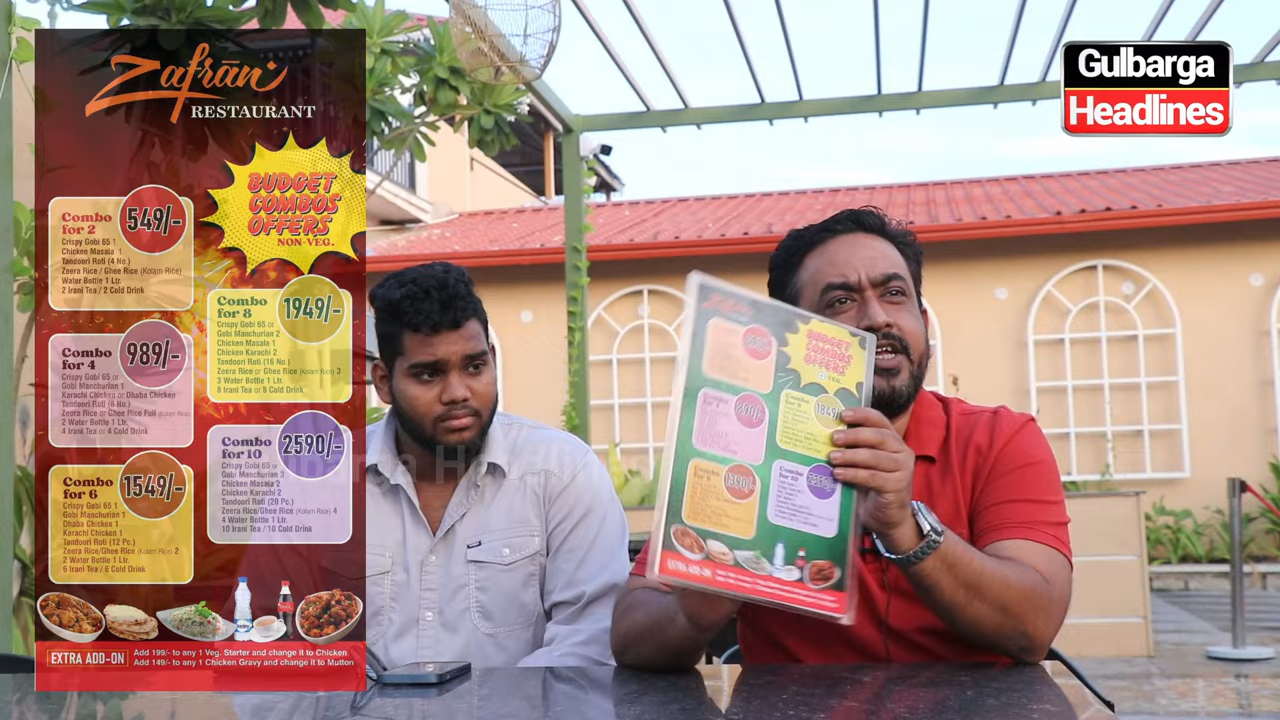 Zafrān
RESTAURANT
BUDGET
COMBOS
OFFERS
NON-VEG.
Combo
for 2
549/-
Crispy Gobi 65 1
Chicken Masala 1
Tandoori Roti (4 No.)
Zeera Rice / Ghee Rice (Kolam Rice)
Water Bottle 1 Ltr.
2 Irani Tea / 2 Cold Drink
Combo
for 8
1949/-
Crispy Gobi 65 or
Gobi Manchurian 2
Chicken Masala 1
Chicken Karachi 2
Tandoori Roti (16 No.)
Zeera Rice or Ghee Rice (Kolam Rice) 3
3 Water Bottle 1 Ltr.
8 Irani Tea or 8 Cold Drink
Combo
for 4
989/-
Crispy Gobi 65 or
Gobi Manchurian 1
Karachi Chicken or Dhaba Chicken
Tandoori Roti (8 No.)
Zeera Rice or Ghee Rice Full (Kolam Rice)
2 Water Bottle 1 Ltr.
4 Irani Tea or 4 Cold Drink
Combo
for 10
2590/-
Crispy Gobi 65 or
Gobi Manchurian 3
Chicken Masala 2
Chicken Karachi 2
Tandoori Roti (20 Pc.)
Zeera Rice/Ghee Rice (Kolam Rice) 4
4 Water Bottle 1 Ltr.
10 Irani Tea / 10 Cold Drink
Combo
for 6
1549/-
Crispy Gobi 65 1
Gobi Manchurian 1
Dhaba Chicken 1
Karachi Chicken 1
Tandoori Roti (12 Pc.)
Zeera Rice/Ghee Rice (Kolam Rice) 2
2 Water Bottle 1 Ltr.
6 Irani Tea / 6 Cold Drink
EXTRA ADD-ON
Add 199/- to any 1 Veg. Starter and change it to Chicken
Add 149/- to any 1 Chicken Gravy and change it to Mutton
Gulbarga
Headlines
BUDGET
COMBOS
OFFERS
VEG.
1849/-
Combo
for 10
EXTRA ADD-ON